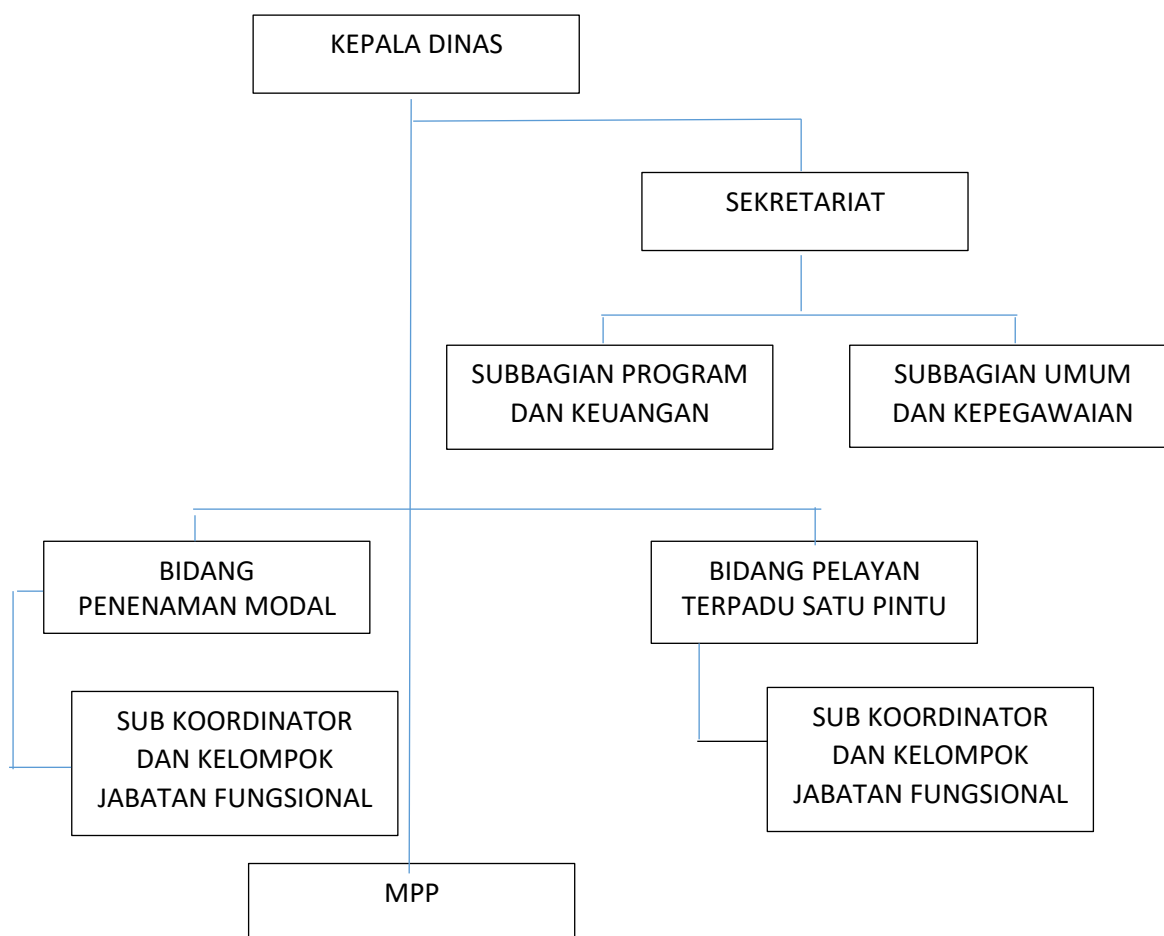 KEPALA DINAS
SEKRETARIAT
SUBBAGIAN PROGRAM
DAN KEUANGAN
SUBBAGIAN UMUM
DAN KEPEGAWAIAN
BIDANG
PENENAMAN MODAL
BIDANG PELAYAN
TERPADU SATU PINTU
SUB KOORDINATOR
DAN KELOMPOK
JABATAN FUNGSIONAL
SUB KOORDINATOR
DAN KELOMPOK
JABATAN FUNGSIONAL
MPP